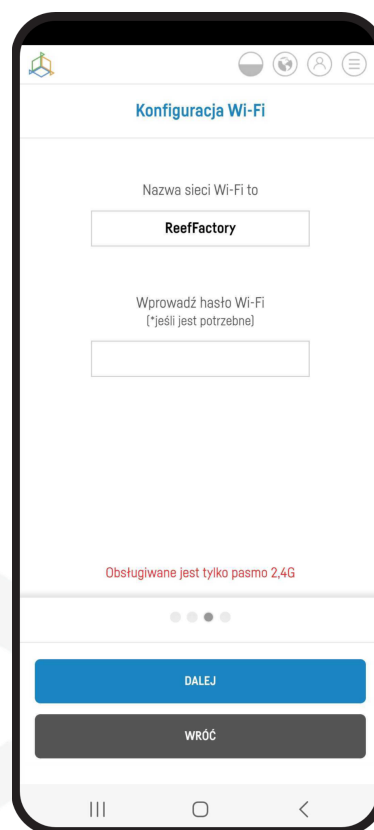 Konfiguracja Wi-Fi
Nazwa sieci Wi-Fi to
ReefFactory
Wprowadź hasło Wi-Fi
(*jeśli jest potrzebne)
Obsługiwane jest tylko pasmo 2,4G
DALEJ
WRÓĆ